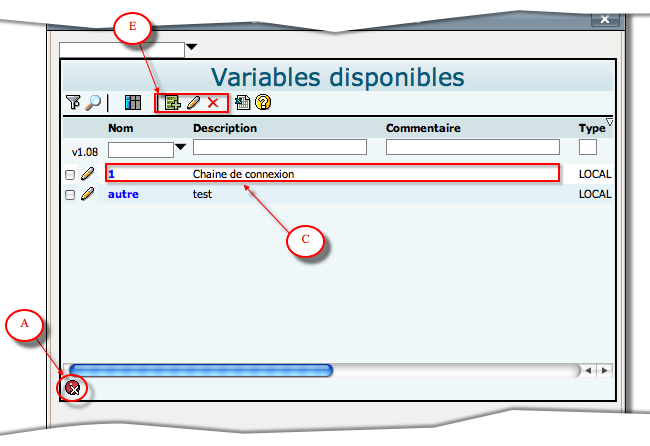 E
Variables disponibles
Nom Description Commentaire Type
v1.08
1 Chaine de connexion LOCAL
autre test LOCAL
C
A